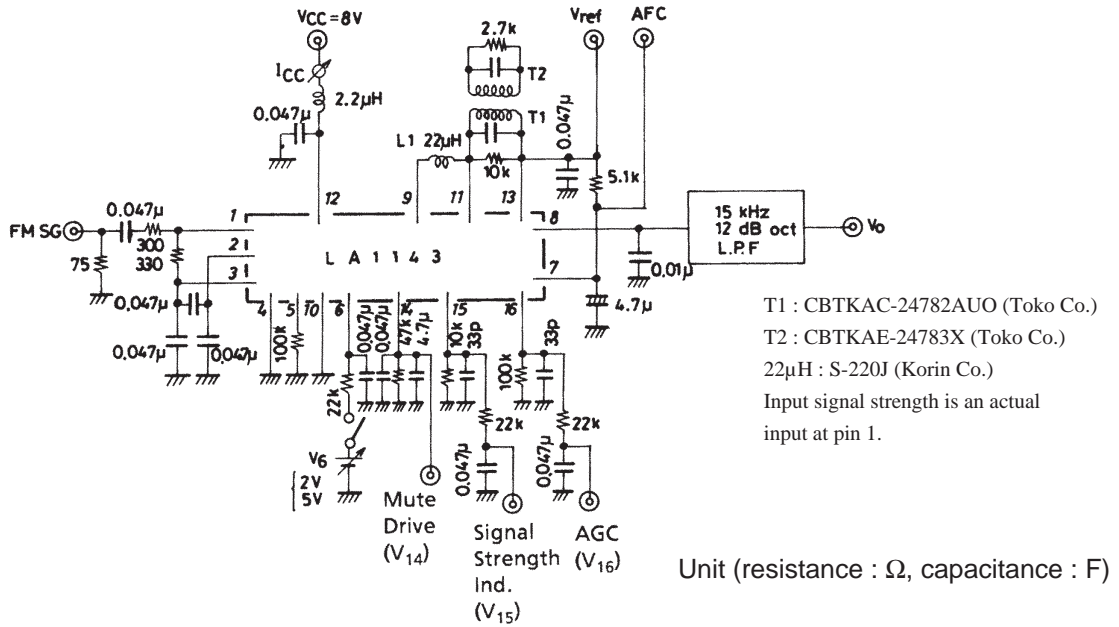 VCC=8V
ICC
0.047µ
2.2µH
2.7k
T2
T1
L1 22µH
10k
Vref
AFC
0.047µ
5.1k
12
9
11
13
FM SG
75
0.047µ
300
330
1
2
3
LA1143
8
7
15 kHz
12 dB oct
L.P.F
Vo
0.01µ
4.7µ
0.047µ
0.047µ
0.047µ
4
5
10
6
14
15
16
100k
22k
0.047µ
0.047µ
47k
4.7µ
10k
33p
22k
0.047µ
100k
33p
22k
0.047µ
V6
2V
5V
Mute
Drive
(V14)
Signal
Strength
Ind.
(V15)
AGC
(V16)
T1 : CBTKAC-24782AUO (Toko Co.)
T2 : CBTKAE-24783X (Toko Co.)
22µH : S-220J (Korin Co.)
Input signal strength is an actual
input at pin 1.
Unit (resistance : Ω, capacitance : F)